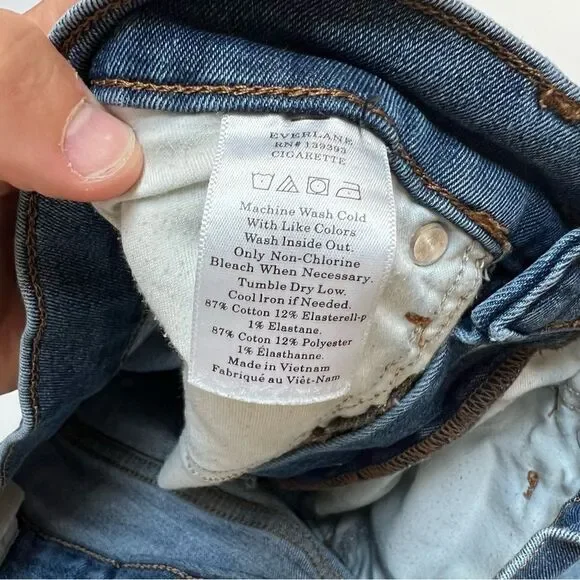 EVERLANE
RN# 139393
CIGARETTE
Machine Wash Cold
With Like Colors
Wash Inside Out.
Only Non-Chlorine
Bleach When Necessary.
Tumble Dry Low.
Cool Iron if Needed.
87% Cotton 12% Elasterell-p
1% Elastane.
87% Cotton 12% Polyester
1% Élasthanne.
Made in Vietnam
Fabriqué au Viêt-Nam